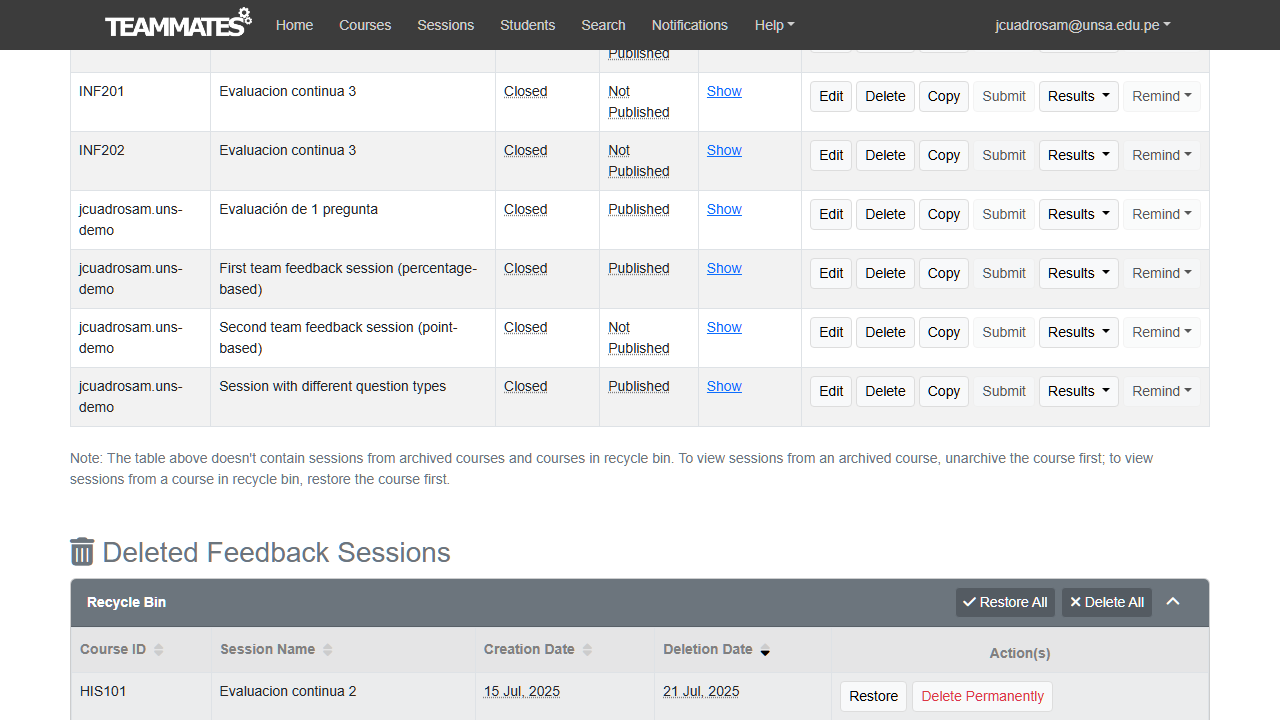 TEAMMATES Home Courses Sessions Students Search Notifications Help jcuadrosam@unsa.edu.pe
Published
INF201 Evaluacion continua 3 Closed Not Published Show Edit Delete Copy Submit Results Remind
INF202 Evaluacion continua 3 Closed Not Published Show Edit Delete Copy Submit Results Remind
jcuadrosam.uns-demo Evaluación de 1 pregunta Closed Published Show Edit Delete Copy Submit Results Remind
jcuadrosam.uns-demo First team feedback session (percentage-based) Closed Published Show Edit Delete Copy Submit Results Remind
jcuadrosam.uns-demo Second team feedback session (point-based) Closed Not Published Show Edit Delete Copy Submit Results Remind
jcuadrosam.uns-demo Session with different question types Closed Published Show Edit Delete Copy Submit Results Remind
Note: The table above doesn't contain sessions from archived courses and courses in recycle bin. To view sessions from an archived course, unarchive the course first; to view
sessions from a course in recycle bin, restore the course first.
Deleted Feedback Sessions
Recycle Bin Restore All Delete All
Course ID Session Name Creation Date Deletion Date Action(s)
HIS101 Evaluacion continua 2 15 Jul, 2025 21 Jul, 2025 Restore Delete Permanently